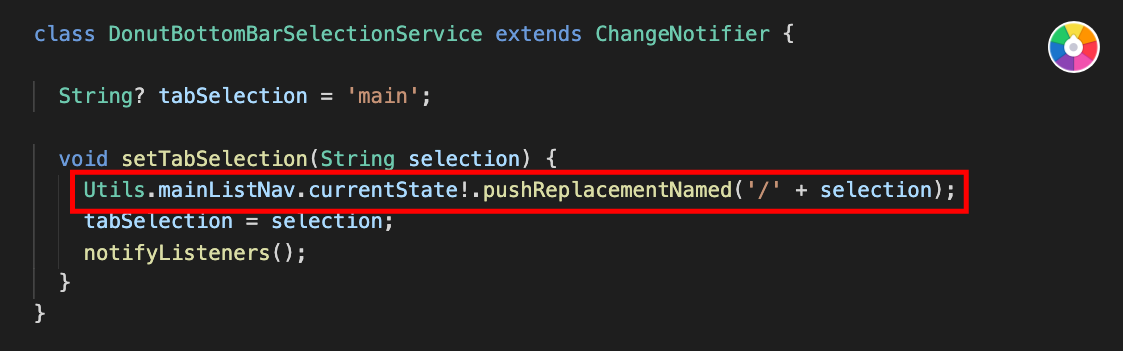 class DonutBottomBarSelectionService extends ChangeNotifier {
String? tabSelection = 'main';
void setTabSelection(String selection) {
Utils.mainListNav.currentState!.pushReplacementNamed('/' + selection);
tabSelection = selection;
notifyListeners();
}
}